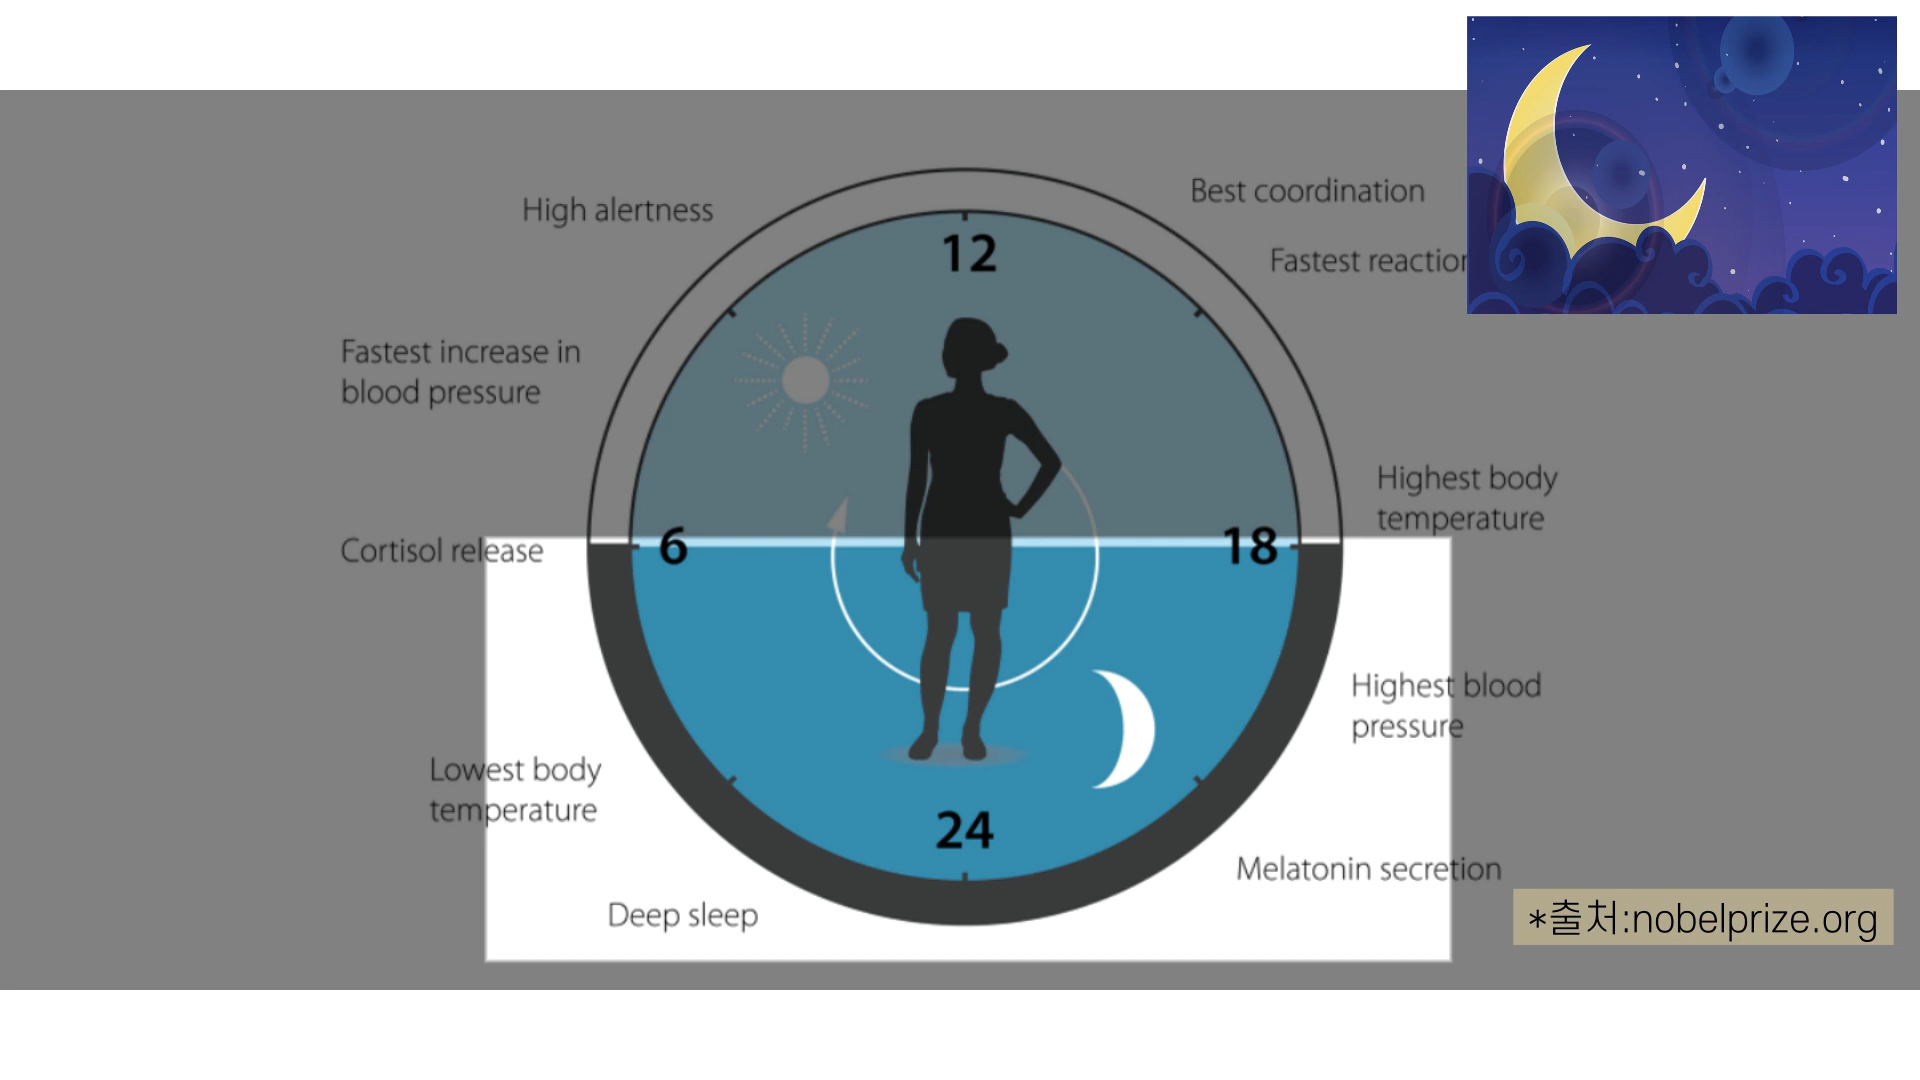 High alertness
Best coordination
Fastest reaction
12
Fastest increase in
blood pressure
Highest body
temperature
Cortisol release
6
18
Highest blood
pressure
Lowest body
temperature
24
Melatonin secretion
Deep sleep
*출처:nobelprize.org